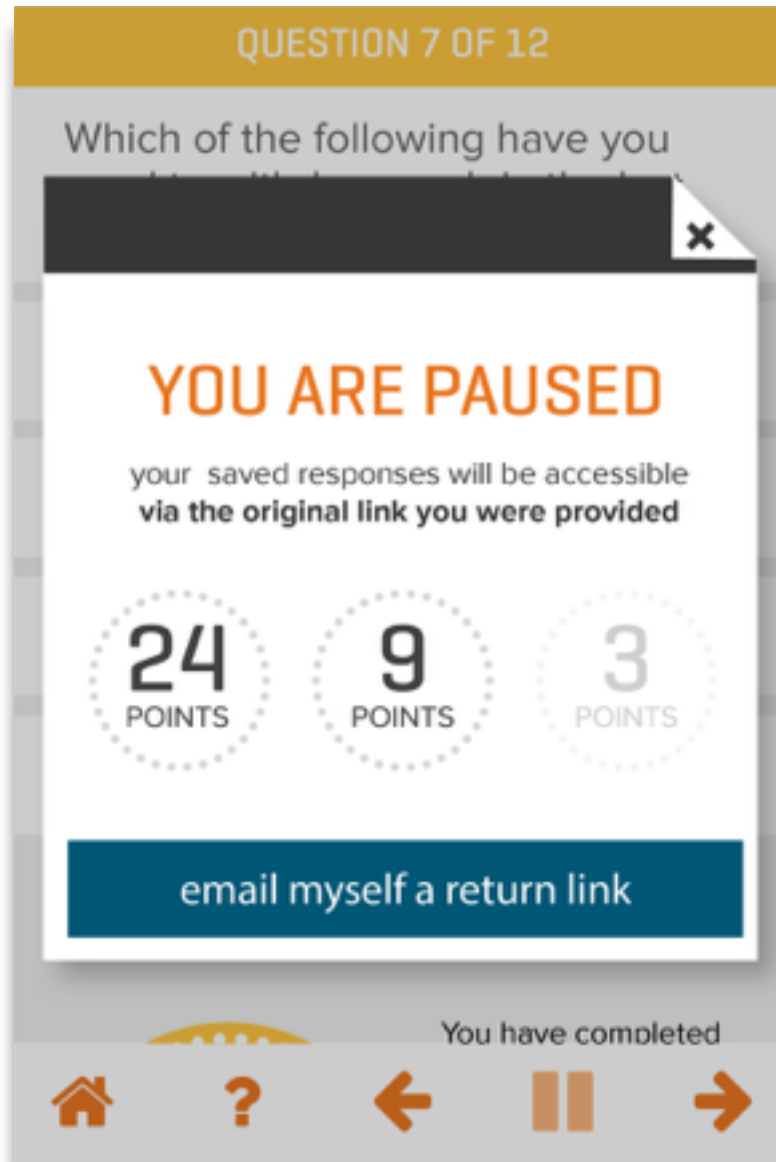 QUESTION 7 OF 12
Which of the following have you
YOU ARE PAUSED
your saved responses will be accessible
via the original link you were provided
24 9 3
POINTS POINTS POINTS
email myself a return link
You have completed
?